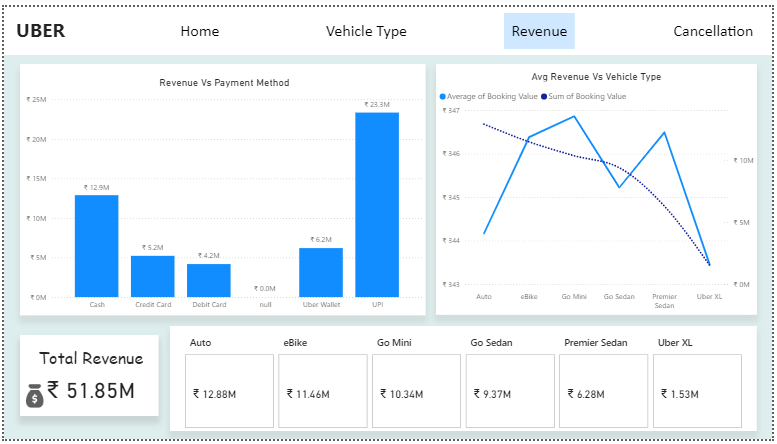 UBER Home Vehicle Type Revenue Cancellation
Revenue Vs Payment Method
₹ 25M
₹ 20M
₹ 15M
₹ 10M
₹ 5M
₹ 0M
₹ 12.9M
₹ 5.2M
₹ 4.2M
₹ 0.0M
₹ 6.2M
₹ 23.3M
Cash Credit Card Debit Card null Uber Wallet UPI
Avg Revenue Vs Vehicle Type
Average of Booking Value Sum of Booking Value
₹ 347
₹ 346
₹ 345
₹ 344
₹ 343
₹ 10M
₹ 5M
₹ 0M
Auto eBike Go Mini Go Sedan Premier Uber XL
Sedan
Total Revenue
₹ 51.85M
Auto eBike Go Mini Go Sedan Premier Sedan Uber XL
₹ 12.88M ₹ 11.46M ₹ 10.34M ₹ 9.37M ₹ 6.28M ₹ 1.53M